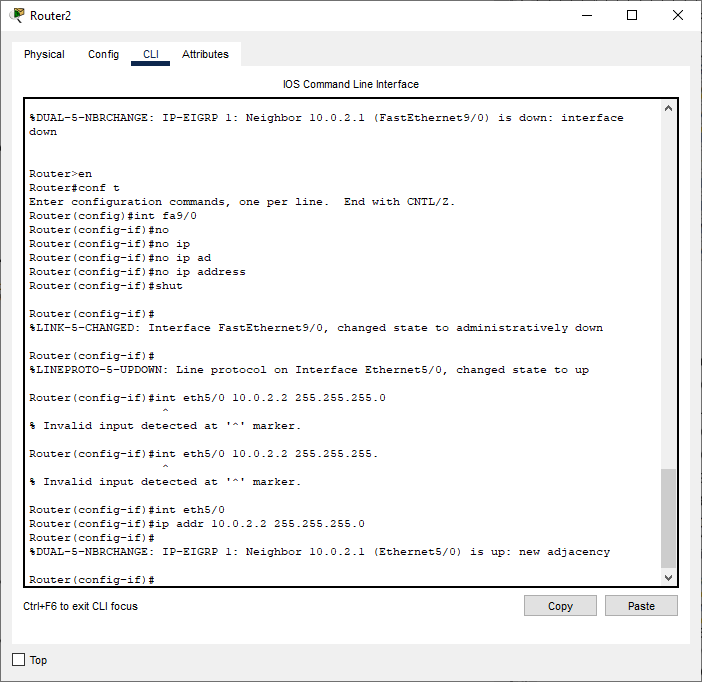 Router2
Physical Config CLI Attributes
IOS Command Line Interface
%DUAL-5-NBRCHANGE: IP-EIGRP 1: Neighbor 10.0.2.1 (FastEthernet9/0) is down: interface
down
Router>en
Router#conf t
Enter configuration commands, one per line.  End with CNTL/Z.
Router(config)#int fa9/0
Router(config-if)#no
Router(config-if)#no ip
Router(config-if)#no ip ad
Router(config-if)#no ip address
Router(config-if)#shut
Router(config-if)#
%LINK-5-CHANGED: Interface FastEthernet9/0, changed state to administratively down
Router(config-if)#
%LINEPROTO-5-UPDOWN: Line protocol on Interface Ethernet5/0, changed state to up
Router(config-if)#int eth5/0 10.0.2.2 255.255.255.0
^
% Invalid input detected at '^' marker.
Router(config-if)#int eth5/0 10.0.2.2 255.255.255.
^
% Invalid input detected at '^' marker.
Router(config-if)#int eth5/0
Router(config-if)#ip addr 10.0.2.2 255.255.255.0
Router(config-if)#
%DUAL-5-NBRCHANGE: IP-EIGRP 1: Neighbor 10.0.2.1 (Ethernet5/0) is up: new adjacency
Router(config-if)#
Ctrl+F6 to exit CLI focus Copy Paste
Top